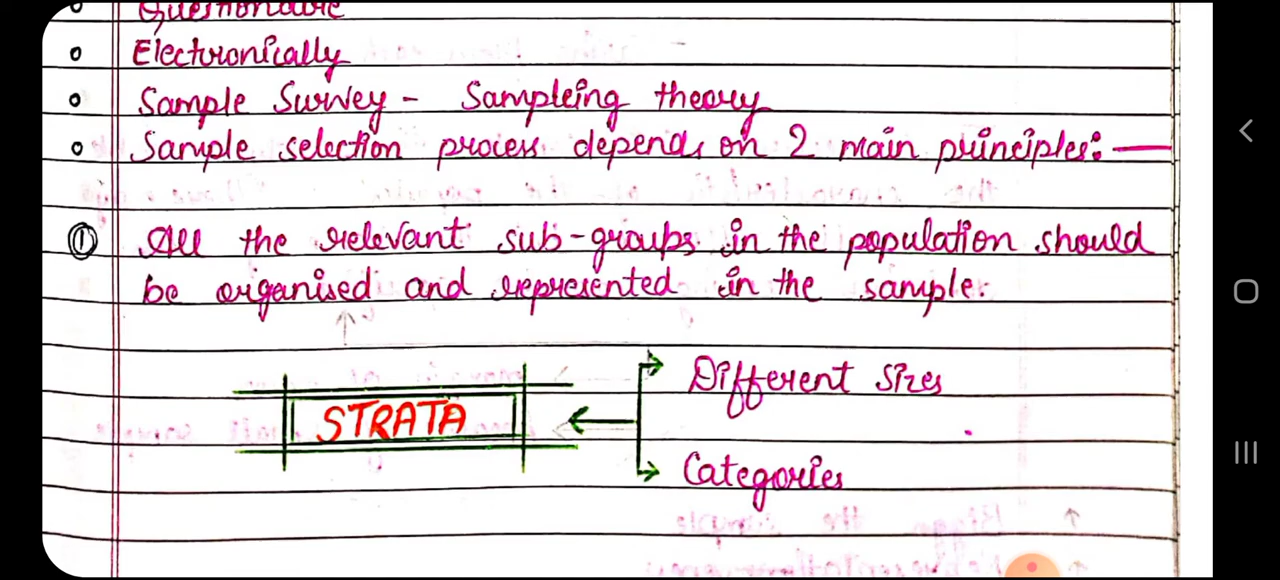 Questionaire
Electronically
Sample Survey - Sampleing theory
Sample selection process depends on 2 main principles:-
① All the relevant sub-groups in the population should
be organised and represented in the sample.
Different Sizes
STRATA
Categories